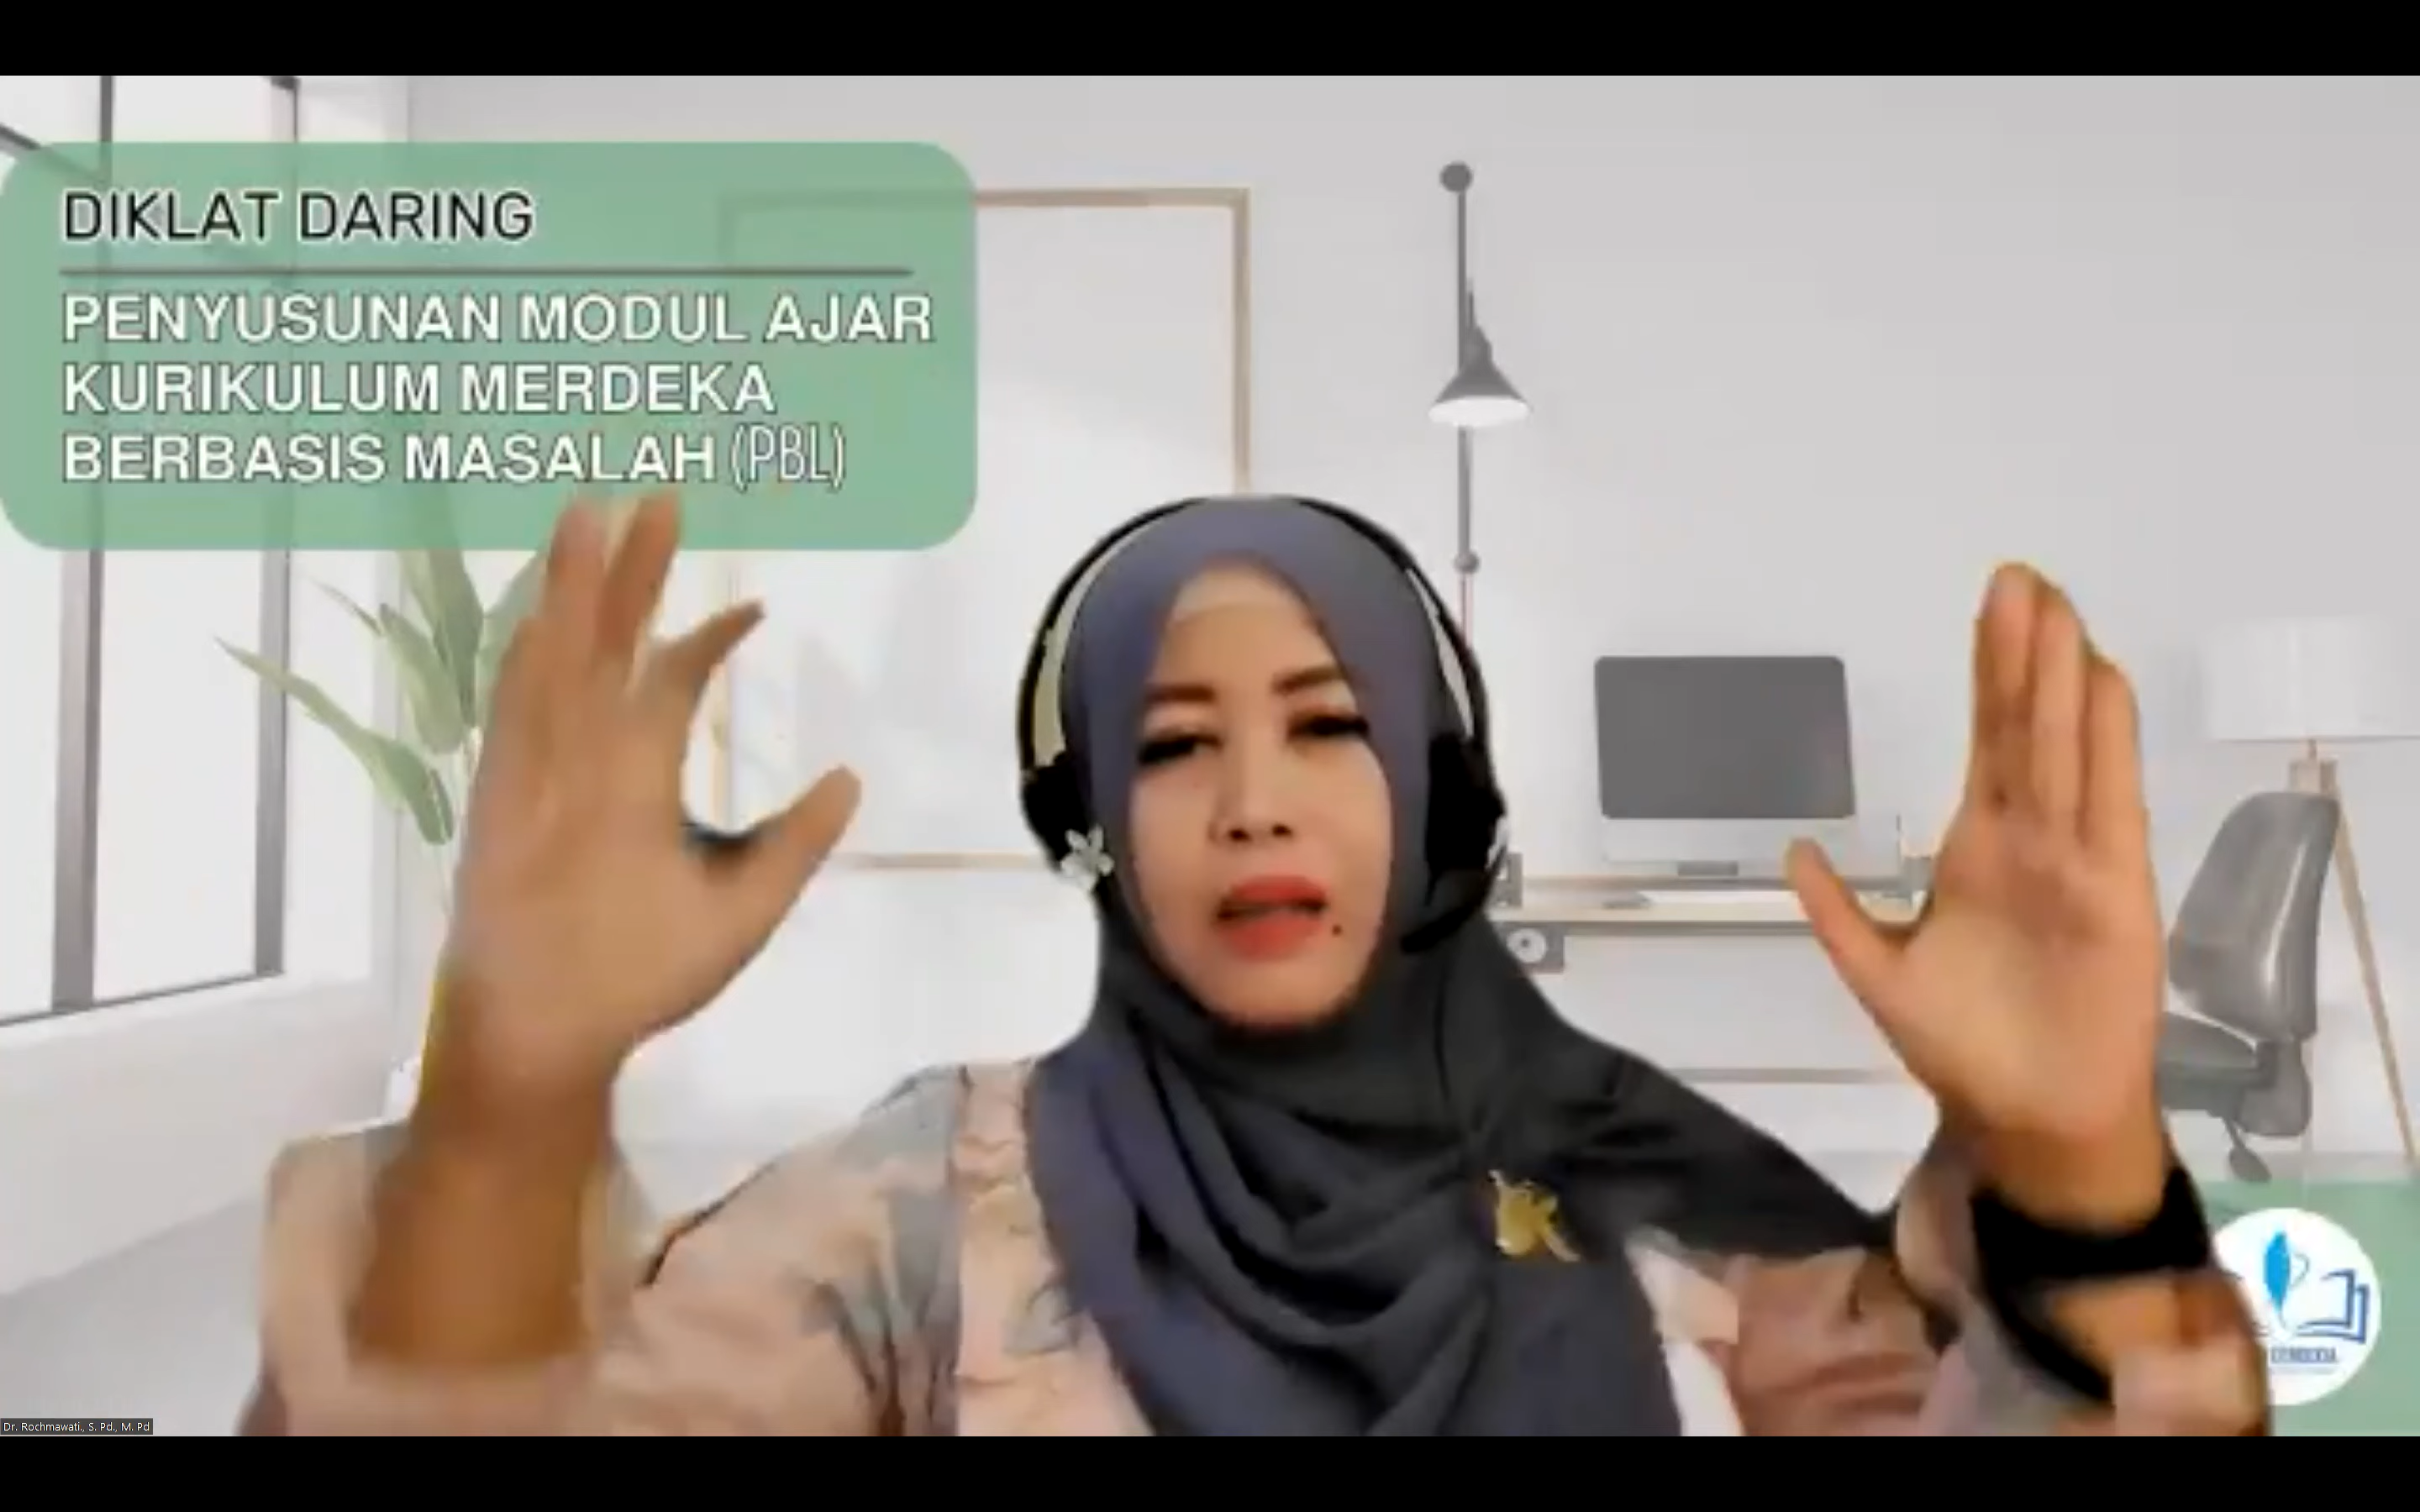 DIKLAT DARING
PENYUSUNAN MODUL AJAR
KURIKULUM MERDEKA
BERBASIS MASALAH (PBL)
Dr. Rochmawati., S. Pd., M. Pd